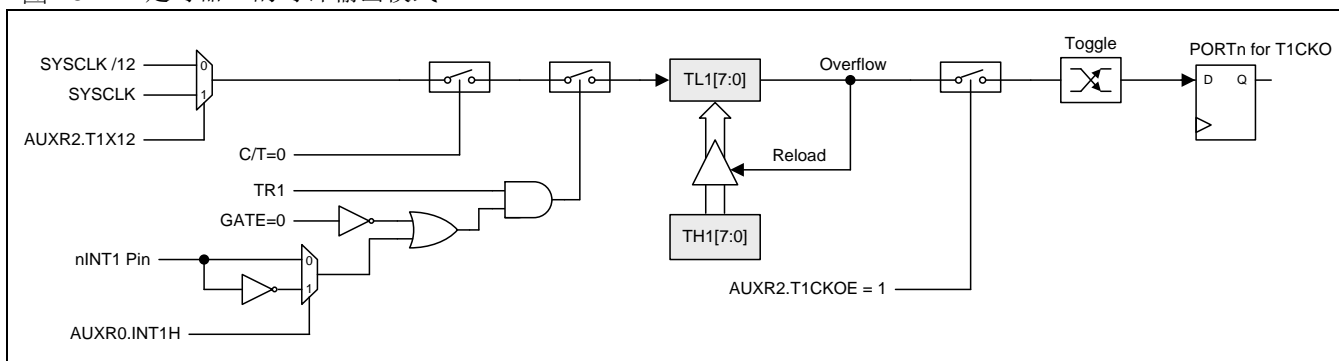 SYSCLK /12
SYSCLK
AUXR2.T1X12
0
1
C/T=0
TR1
GATE=0
nINT1 Pin
0
1
AUXR0.INT1H
TL1[7:0]
Overflow
Reload
TH1[7:0]
AUXR2.T1CKOE = 1
Toggle
PORTn for T1CKO
D Q